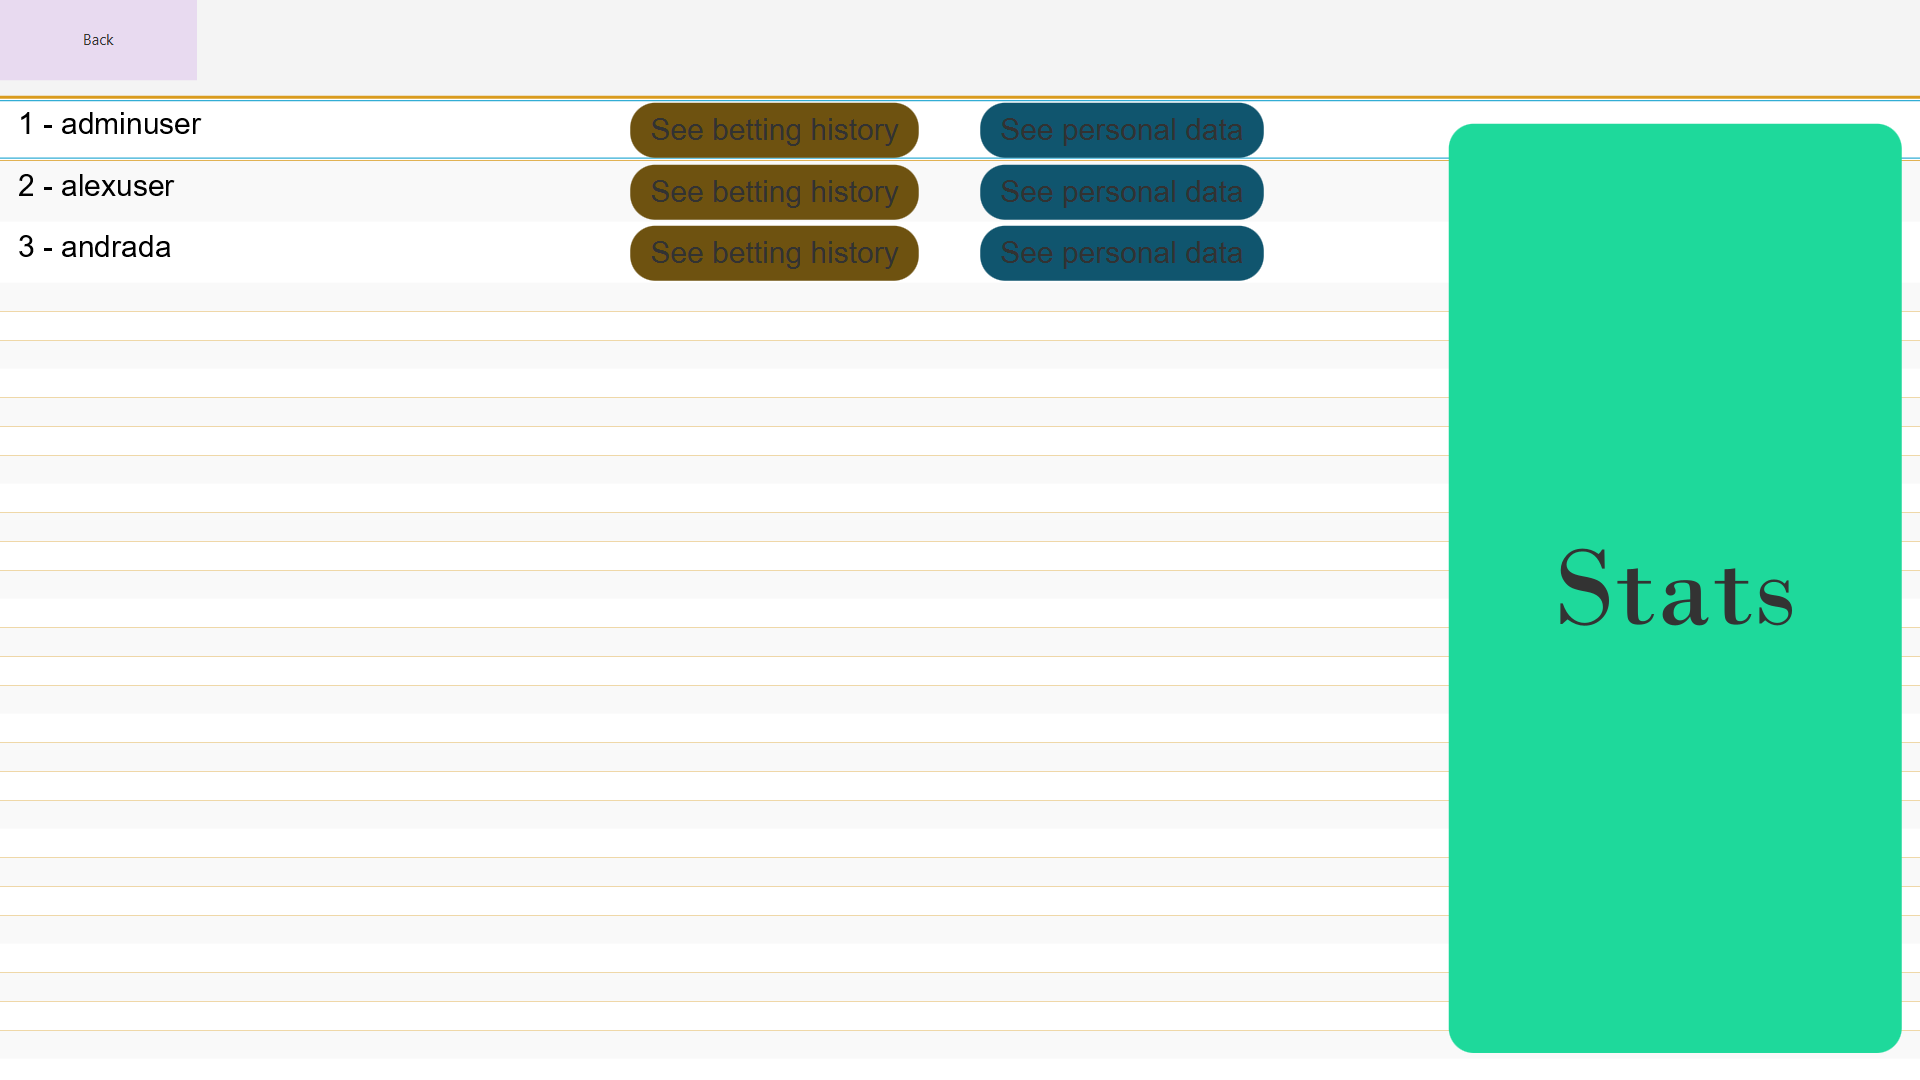 Back
1 - adminuser See betting history See personal data
2 - alexuser See betting history See personal data
3 - andrada See betting history See personal data
Stats